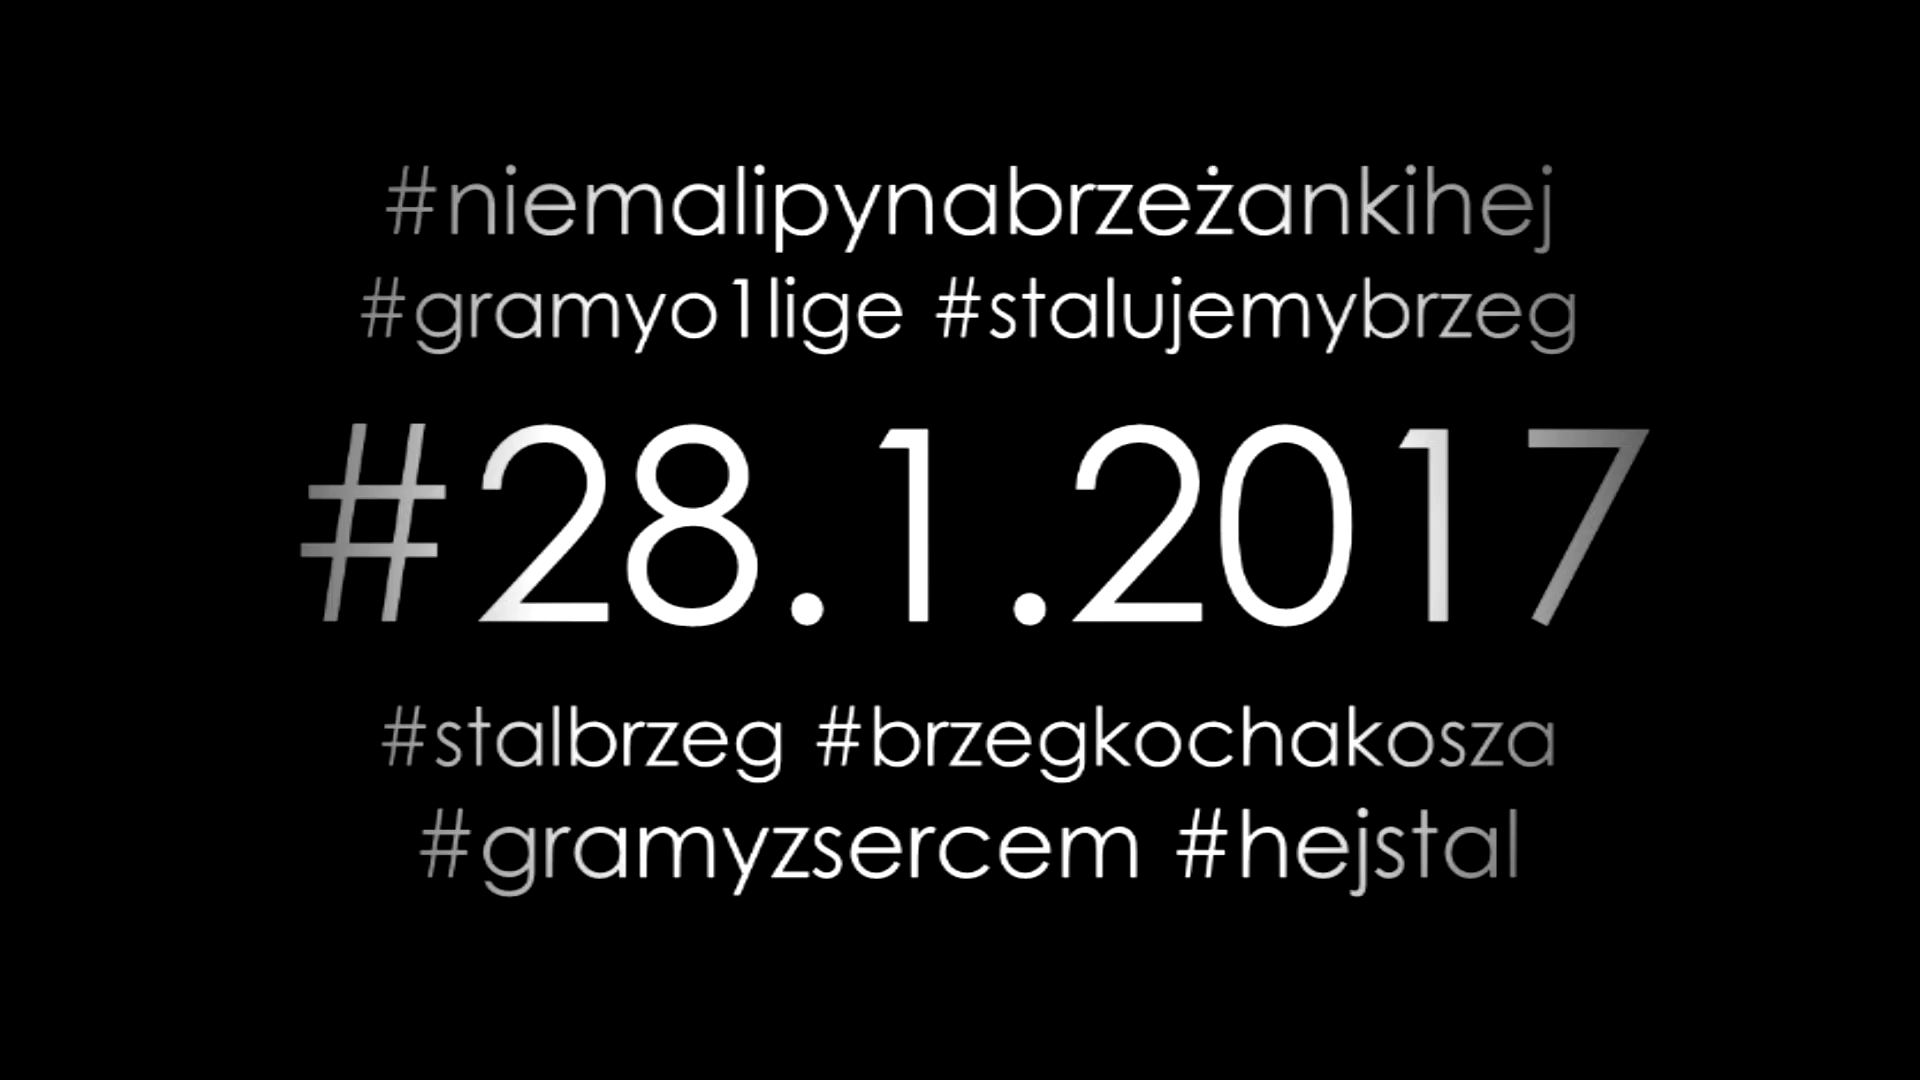 #niemalipynabrzeżankihej
#gramyo1lige #stalujemybrzeg
#28.1.2017
#stalbrzeg #brzegkochakosza
#gramyzsercem #hejstal